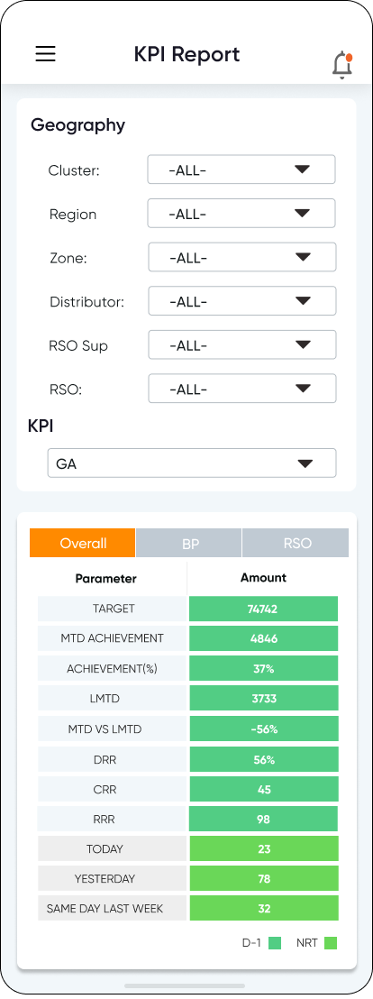 KPI Report
Geography
Cluster: -ALL-
Region -ALL-
Zone: -ALL-
Distributor: -ALL-
RSO Sup -ALL-
RSO: -ALL-
KPI
GA
Overall BP RSO
Parameter Amount
TARGET 74742
MTD ACHIEVEMENT 4846
ACHIEVEMENT(%) 37%
LMTD 3733
MTD VS LMTD -56%
DRR 56%
CRR 45
RRR 98
TODAY 23
YESTERDAY 78
SAME DAY LAST WEEK 32
D-1 NRT